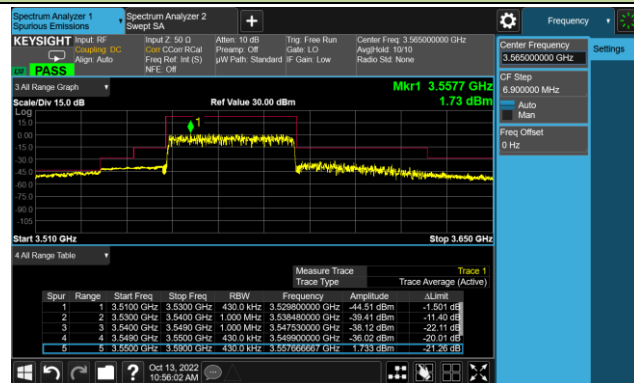 Spectrum Analyzer 1
Spurious Emissions
Spectrum Analyzer 2
Swept SA
Frequency
KEYSIGHT
Input: RF
Coupling: DC
Align: Auto
Input Z: 50 Ω
Corr CCorr RCal
Freq Ref: Int (S)
NFE: Off
Atten: 10 dB
Preamp: Off
µW Path: Standard
Trig: Free Run
Gate: LO
IF Gain: Low
Center Freq: 3.565000000 GHz
Avg|Hold: 10/10
Radio Std: None
PASS
Center Frequency
3.565000000 GHz
Settings
CF Step
6.900000 MHz
Auto
Man
Freq Offset
0 Hz
3 All Range Graph
Mkr1 3.5577 GHz
1.73 dBm
Scale/Div 15.0 dB
Ref Value 30.00 dBm
Log
15.0
0.00
-15.0
-30.0
-45.0
-60.0
-75.0
-90.0
-105
1
Start 3.510 GHz
Stop 3.650 GHz
4 All Range Table
Measure Trace Trace 1
Trace Type Trace Average (Active)
Spur Range Start Freq Stop Freq RBW Frequency Amplitude ΔLimit
1 1 3.5100 GHz 3.5300 GHz 430.0 kHz 3.529800000 GHz -44.51 dBm -1.501 dB
2 2 3.5300 GHz 3.5400 GHz 1.000 MHz 3.538480000 GHz -39.41 dBm -11.40 dB
3 3 3.5400 GHz 3.5490 GHz 1.000 MHz 3.547530000 GHz -38.12 dBm -22.11 dB
4 4 3.5490 GHz 3.5500 GHz 430.0 kHz 3.549900000 GHz -36.02 dBm -20.01 dB
5 5 3.5500 GHz 3.5900 GHz 430.0 kHz 3.557666667 GHz 1.733 dBm -21.26 dB
Oct 13, 2022
10:56:02 AM